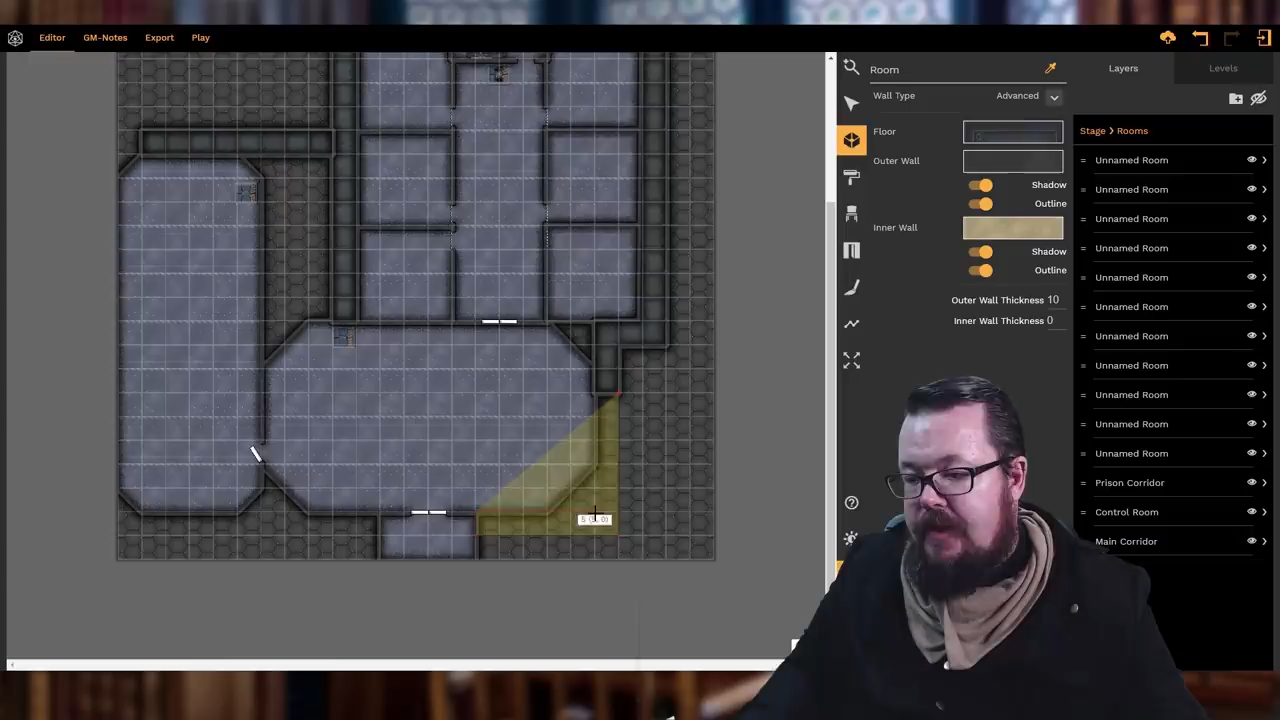 Editor GM-Notes Export Play
Room
Wall Type Advanced
Floor
Outer Wall
Shadow
Outline
Inner Wall
Shadow
Outline
Outer Wall Thickness 10
Inner Wall Thickness 0
Layers Levels
Stage Rooms
Unnamed Room
Unnamed Room
Unnamed Room
Unnamed Room
Unnamed Room
Unnamed Room
Unnamed Room
Unnamed Room
Unnamed Room
Unnamed Room
Unnamed Room
Prison Corridor
Control Room
Main Corridor